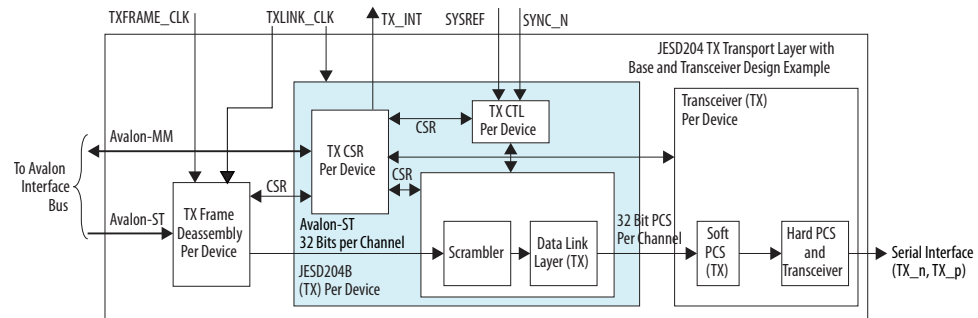 TXFRAME_CLK
TXLINK_CLK
TX_INT
SYSREF
SYNC_N
JESD204 TX Transport Layer with
Base and Transceiver Design Example
Transceiver (TX)
Per Device
TX CTL
Per Device
CSR
Avalon-MM
TX CSR
Per Device
To Avalon
Interface
Bus
CSR
CSR
Avalon-ST
TX Frame
Deassembly
Per Device
Avalon-ST
32 Bits per Channel
32 Bit PCS
Per Channel
Scrambler
Data Link
Layer (TX)
Soft
PCS
(TX)
Hard PCS
and
Transceiver
Serial Interface
(TX_n, TX_p)
JESD204B
(TX) Per Device